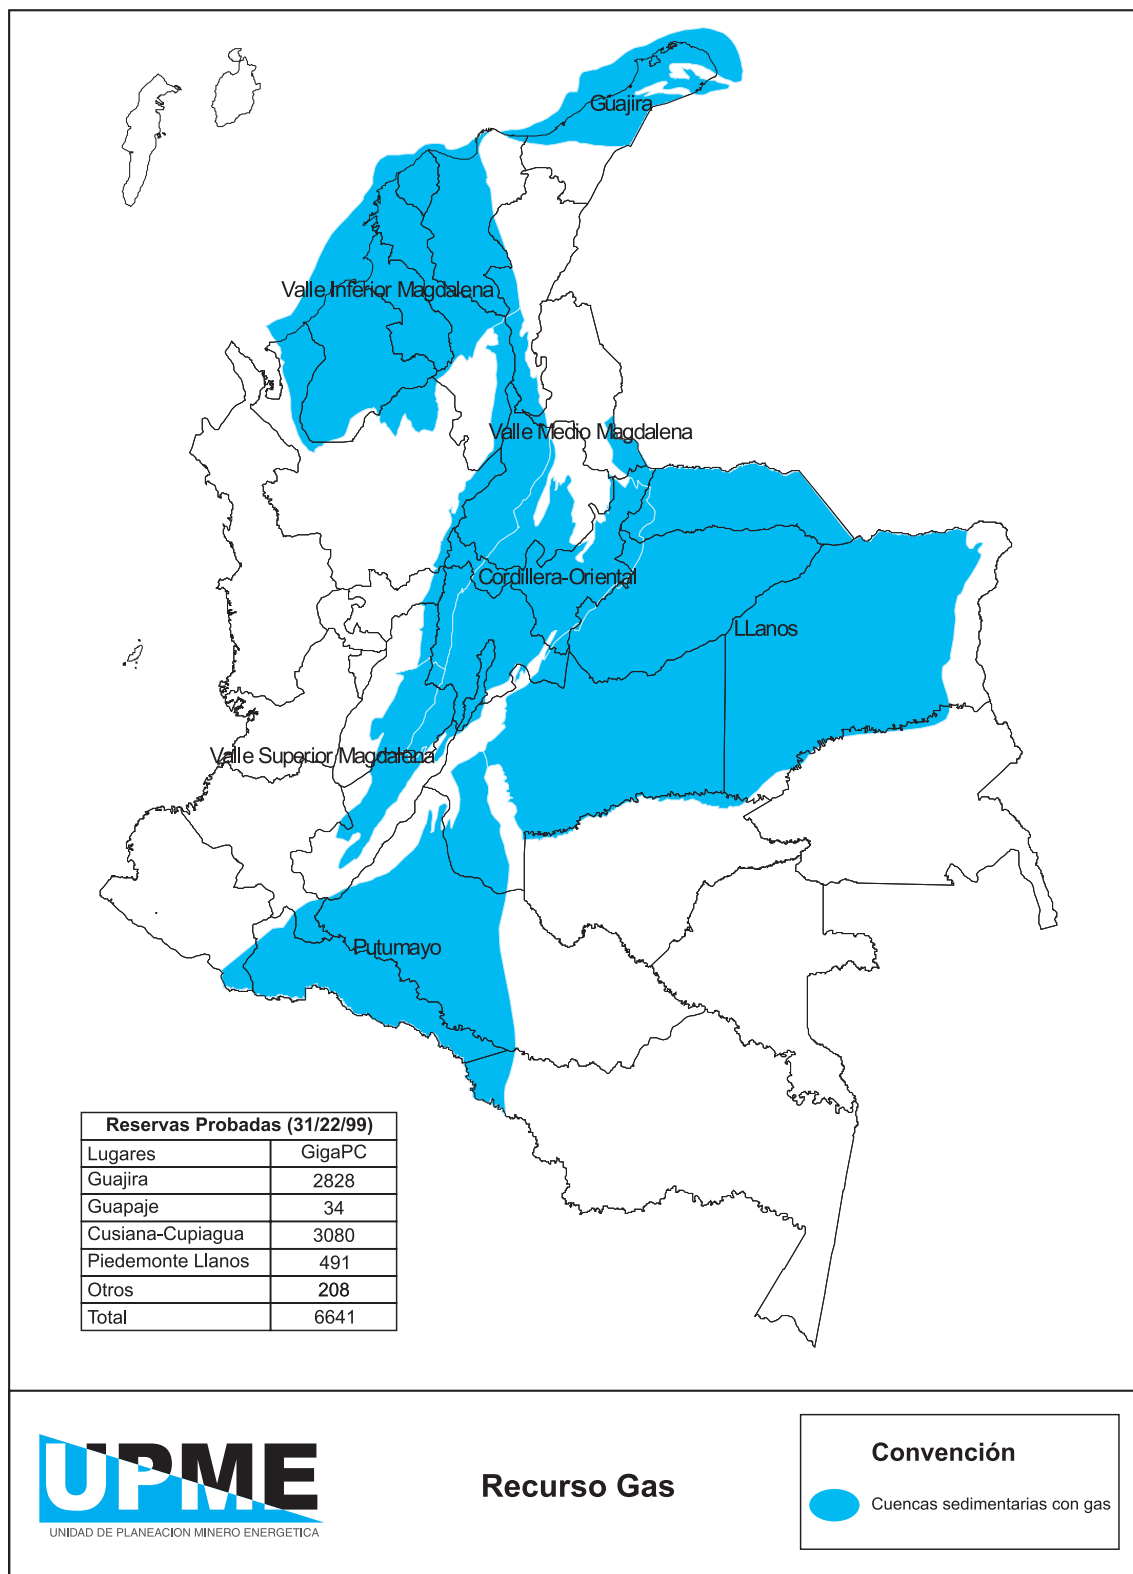 Guajira
Valle Inferior Magdalena
Valle Medio Magdalena
Cordillera-Oriental
LLanos
Valle Superior Magdalena
Putumayo
Reservas Probadas (31/22/99)
Lugares GigaPC
Guajira 2828
Guapaje 34
Cusiana-Cupiagua 3080
Piedemonte Llanos 491
Otros 208
Total 6641
UPME
UNIDAD DE PLANEACION MINERO ENERGETICA
Recurso Gas
Convención
Cuencas sedimentarias con gas